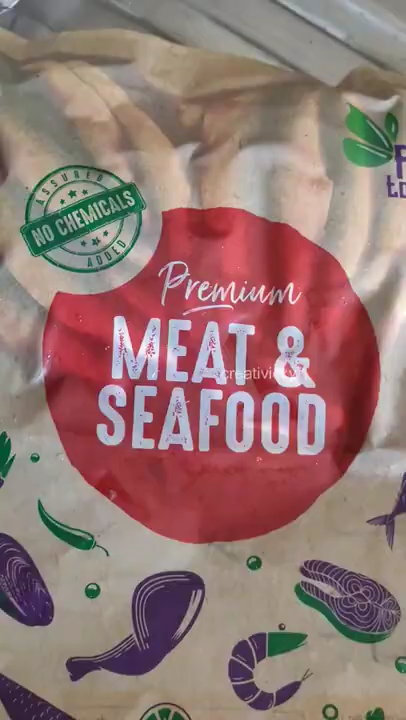 ASSURED
NO CHEMICALS
ADDED
Premium
MEAT &
SEAFOOD